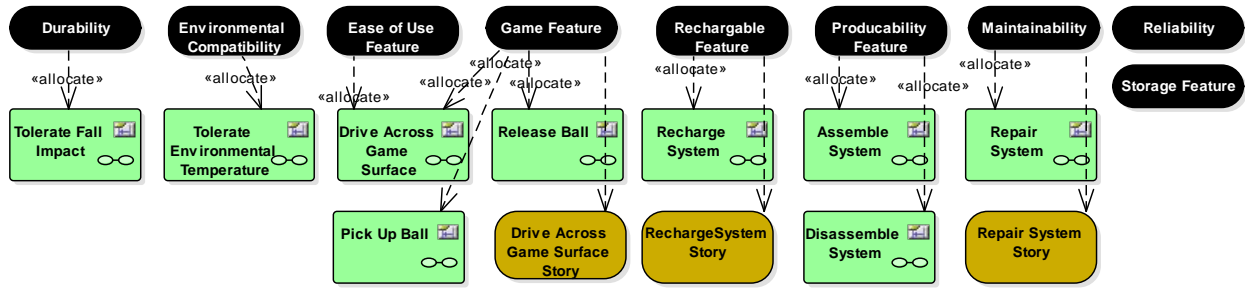 Durability
Environmental
Compatibility
Ease of Use
Feature
Game Feature
Rechargable
Feature
Producability
Feature
Maintainability
Reliability
Storage Feature
«allocate»
«allocate»
«allocate»
«allocate»
«allocate»
«allocate»
«allocate»
«allocate»
«allocate»
«allocate»
Tolerate Fall
Impact
Tolerate
Environmental
Temperature
Drive Across
Game
Surface
Release Ball
Recharge
System
Assemble
System
Repair
System
Pick Up Ball
Drive Across
Game Surface
Story
RechargeSystem
Story
Disassemble
System
Repair System
Story